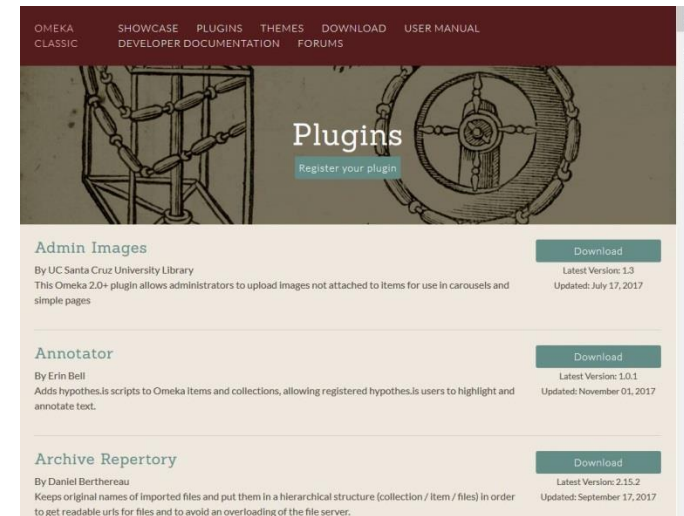 OMEKA CLASSIC
SHOWCASE PLUGINS THEMES DOWNLOAD USER MANUAL
DEVELOPER DOCUMENTATION FORUMS
Plugins
Register your plugin
Admin Images
By UC Santa Cruz University Library
This Omeka 2.0+ plugin allows administrators to upload images not attached to items for use in carousels and
simple pages
Download
Latest Version: 1.3
Updated: July 17, 2017
Annotator
By Erin Bell
Adds hypothes.is scripts to Omeka items and collections, allowing registered hypothes.is users to highlight and
annotate text.
Download
Latest Version: 1.0.1
Updated: November 01, 2017
Archive Repertory
By Daniel Berthereau
Keeps original names of imported files and put them in a hierarchical structure (collection / item / files) in order
to get readable urls for files and to avoid an overloading of the file server.
Download
Latest Version: 2.15.2
Updated: September 17, 2017